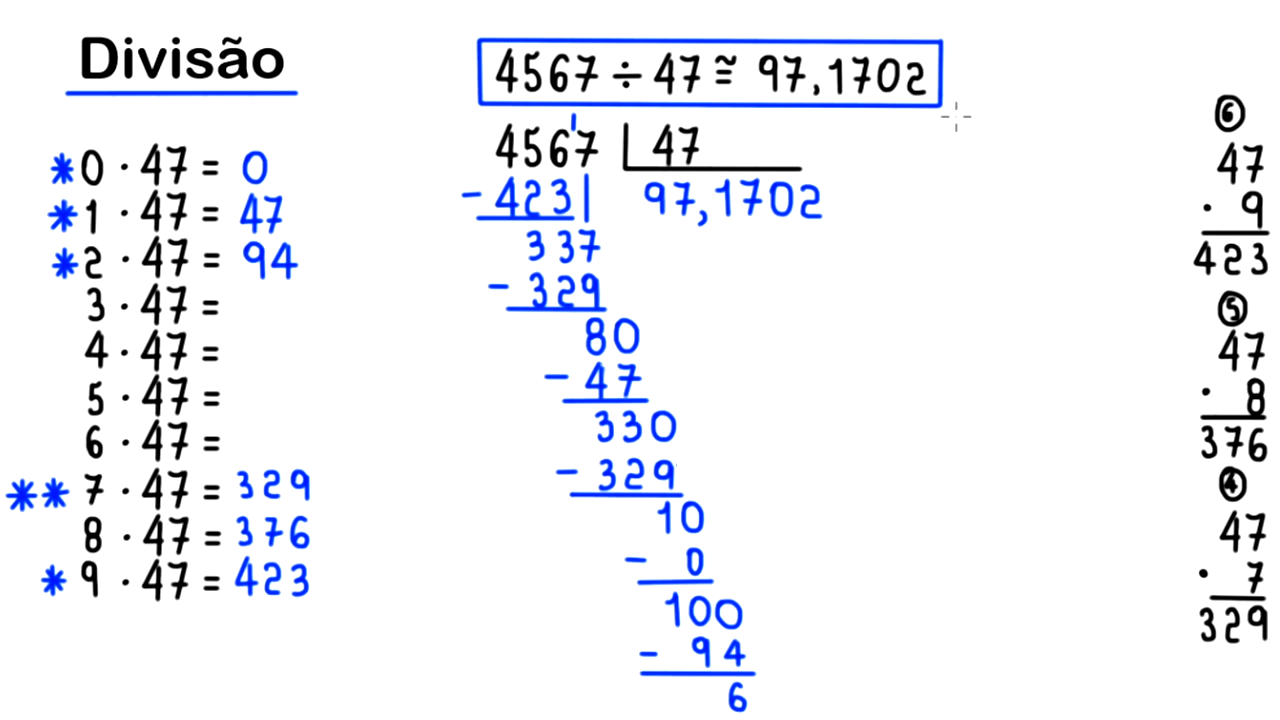 Divisão
*0 · 47 = 0
*1 · 47 = 47
*2 · 47 = 94
3 · 47 =
4 · 47 =
5 · 47 =
6 · 47 =
**7 · 47 = 329
8 · 47 = 376
*9 · 47 = 423
4567 ÷ 47 ≅ 97,1702
4567 47
- 423 97,1702
337
- 329
80
- 47
330
- 329
10
- 0
100
- 94
6
6
47
· 9
423
5
47
· 8
376
4
47
· 7
329